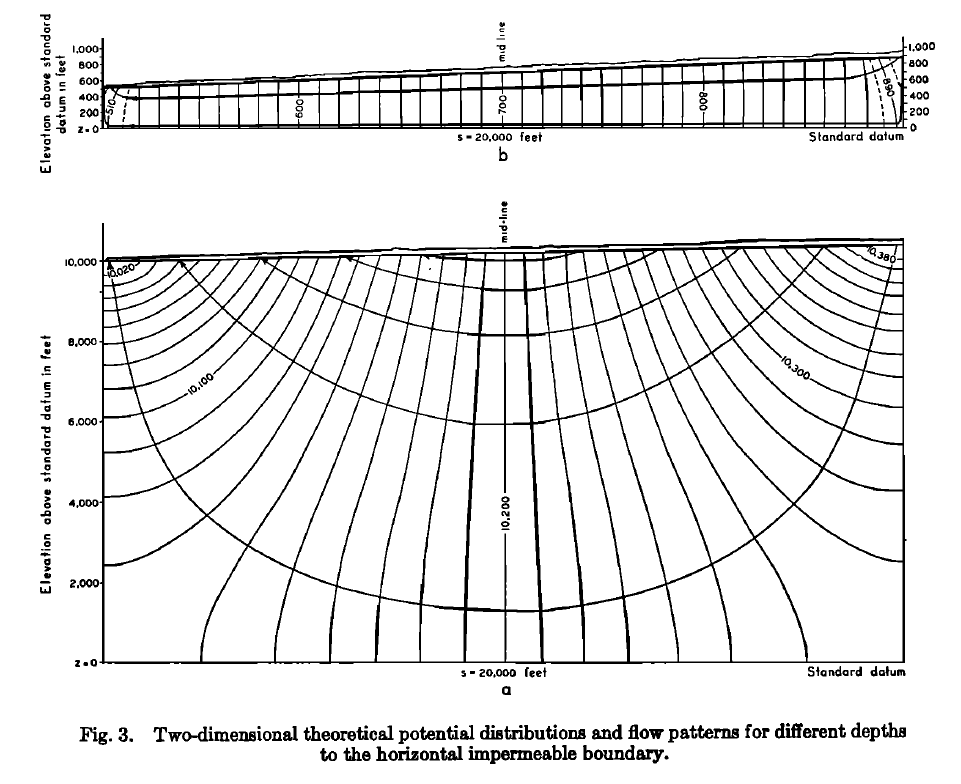 Elevation above standard
datum in feet
mid line
1,000
800
600
400
200
z=0
510
600
700
800
890
1,000
800
600
400
200
0
s = 20,000 feet
Standard datum
b
mid-line
10,000
8,000
6,000
4,000
2,000
z=0
Elevation above standard datum in feet
10,020
10,100
10,200
10,300
10,380
s = 20,000 feet
Standard datum
a
Fig. 3. Two-dimensional theoretical potential distributions and flow patterns for different depths
to the horizontal impermeable boundary.